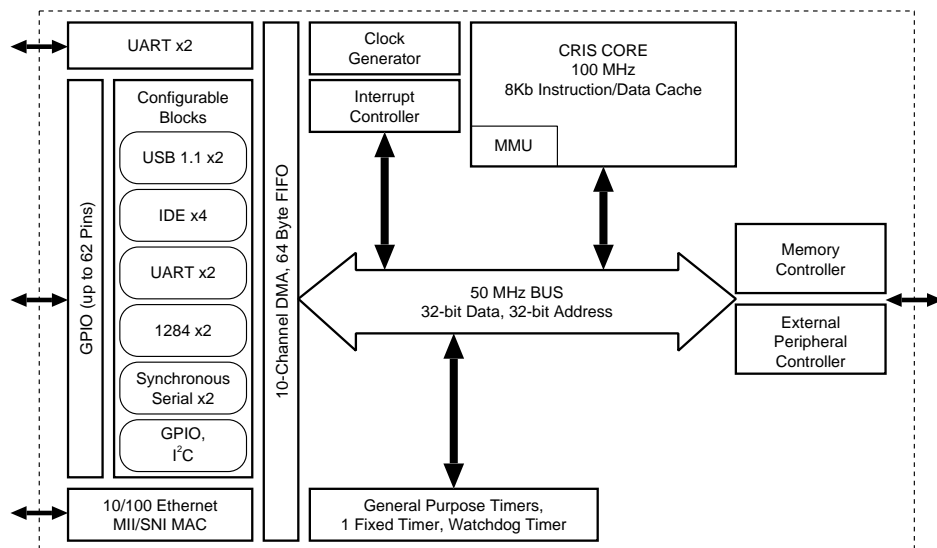 UART x2
GPIO (up to 62 Pins)
Configurable
Blocks
USB 1.1 x2
IDE x4
UART x2
1284 x2
Synchronous
Serial x2
GPIO,
I²C
10/100 Ethernet
MII/SNI MAC
10-Channel DMA, 64 Byte FIFO
Clock
Generator
Interrupt
Controller
CRIS CORE
100 MHz
8Kb Instruction/Data Cache
MMU
50 MHz BUS
32-bit Data, 32-bit Address
Memory
Controller
External
Peripheral
Controller
General Purpose Timers,
1 Fixed Timer, Watchdog Timer